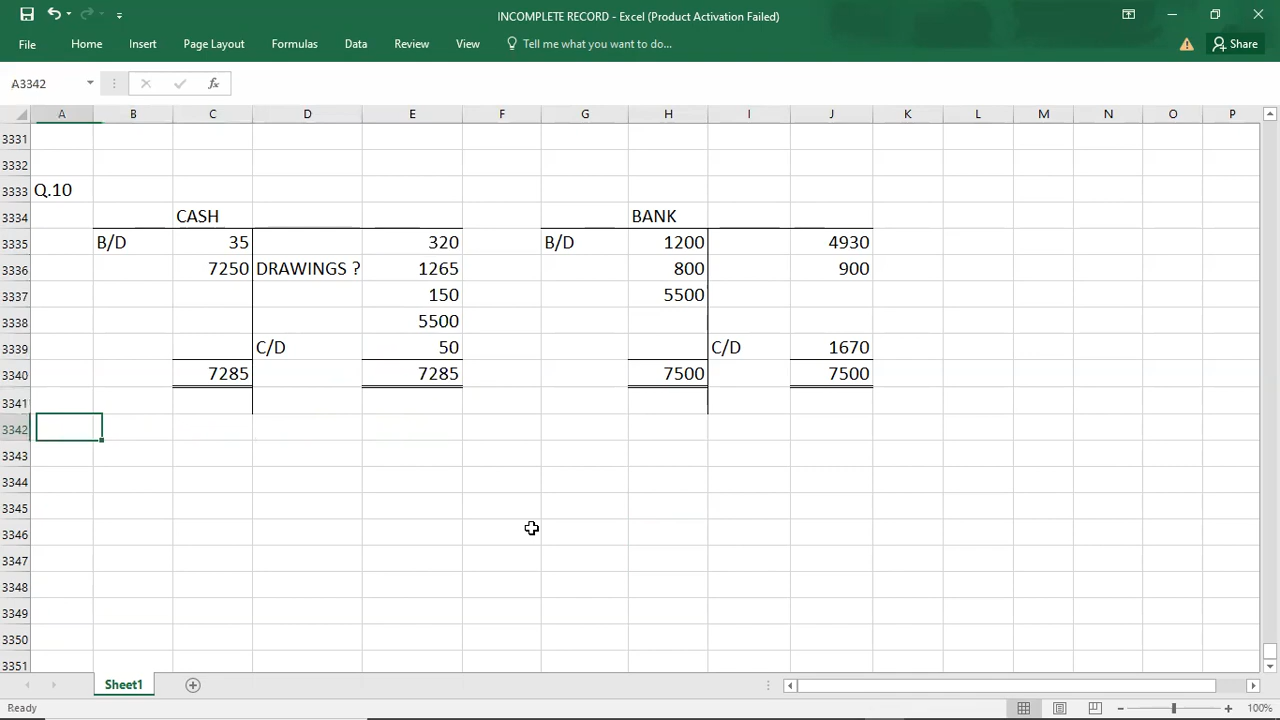 INCOMPLETE RECORD - Excel (Product Activation Failed)
File Home Insert Page Layout Formulas Data Review View Tell me what you want to do... Share
A3342 fx
A B C D E F G H I J K L M N O P
3331
3332
3333 Q.10
3334 CASH BANK
3335 B/D 35 320 B/D 1200 4930
3336 7250 DRAWINGS ? 1265 800 900
3337 150 5500
3338 5500
3339 C/D 50 C/D 1670
3340 7285 7285 7500 7500
3341
3342
3343
3344
3345
3346
3347
3348
3349
3350
3351
Sheet1
Ready 100%